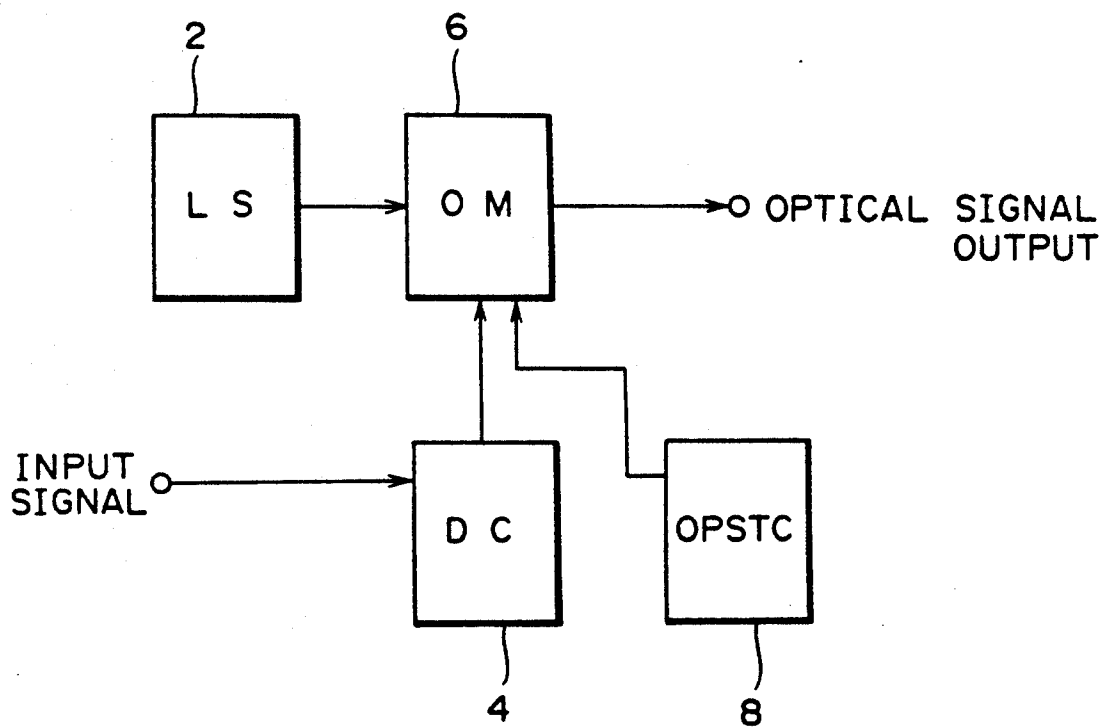 2
6
L S
O M
OPTICAL SIGNAL
OUTPUT
INPUT
SIGNAL
D C
OPSTC
4
8